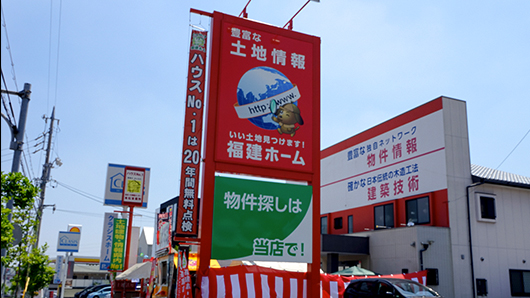 豊富な
土地情報
http://www.
いい土地見つけます!
福建ホーム
物件探しは
当店で!
ハウスNo.1は20年間無料点検
豊富な独自ネットワーク
物件情報
確かな日本伝統の木造工法
建築技術